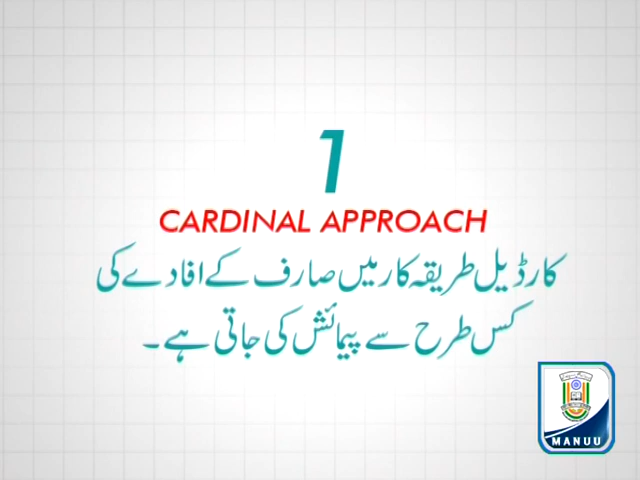 1
CARDINAL APPROACH
کارڈیل طریقہ کار میں صارف کے افادے کی
کس طرح سے پیمائش کی جاتی ہے۔
MANUU